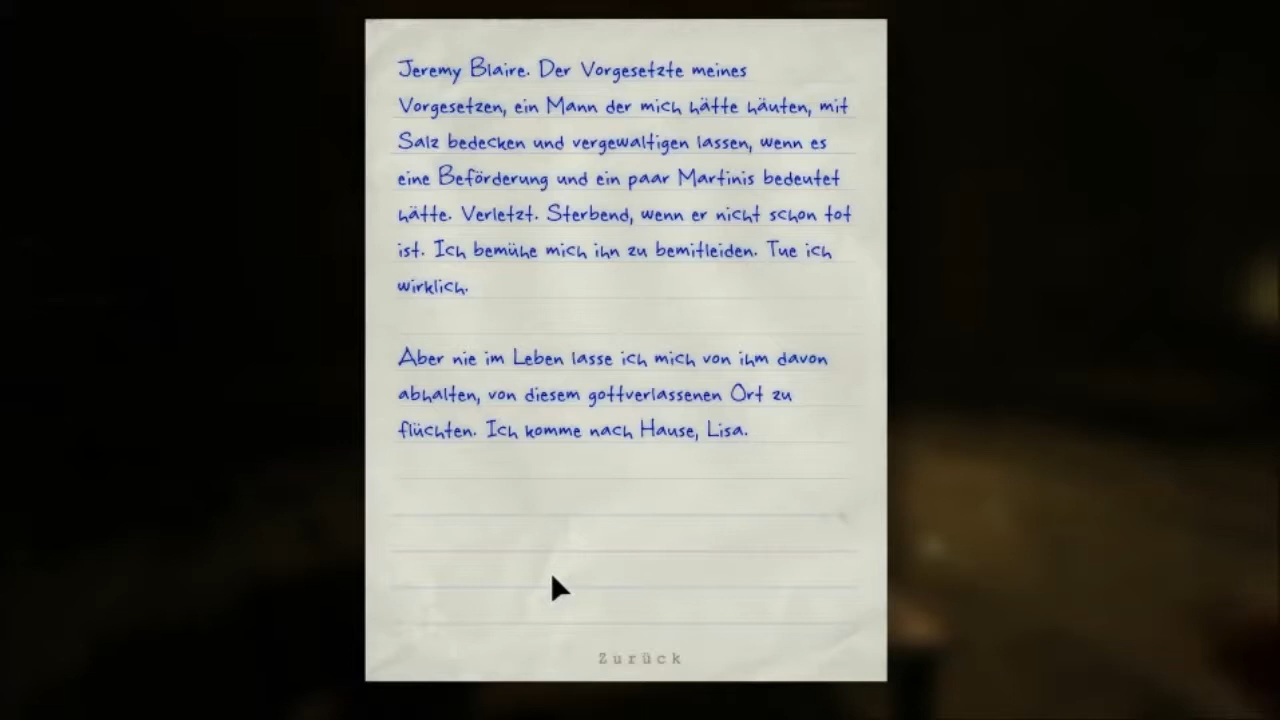 Jeremy Blaire. Der Vorgesetzte meines
Vorgesetzen, ein Mann der mich hätte häuten, mit
Salz bedecken und vergewaltigen lassen, wenn es
eine Beförderung und ein paar Martinis bedeutet
hätte. Verletzt. Sterbend, wenn er nicht schon tot
ist. Ich bemühe mich ihn zu bemitleiden. Tue ich
wirklich.
Aber nie im Leben lasse ich mich von ihm davon
abhalten, von diesem gottverlassenen Ort zu
flüchten. Ich komme nach Hause, Lisa.
Zurück